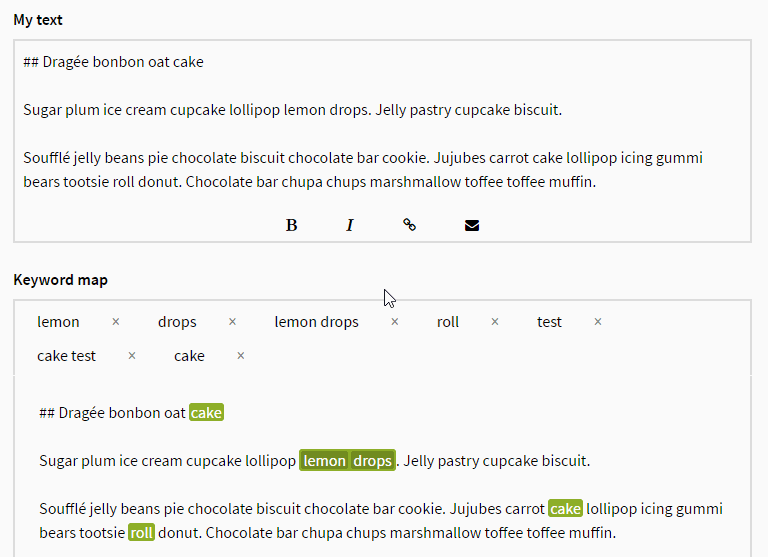 My text
## Dragée bonbon oat cake
Sugar plum ice cream cupcake lollipop lemon drops. Jelly pastry cupcake biscuit.
Soufflé jelly beans pie chocolate biscuit chocolate bar cookie. Jujubes carrot cake lollipop icing gummi
bears tootsie roll donut. Chocolate bar chupa chups marshmallow toffee toffee muffin.
B I
Keyword map
lemon × drops × lemon drops × roll × test ×
cake test × cake ×
## Dragée bonbon oat cake
Sugar plum ice cream cupcake lollipop lemon drops. Jelly pastry cupcake biscuit.
Soufflé jelly beans pie chocolate biscuit chocolate bar cookie. Jujubes carrot cake lollipop icing gummi
bears tootsie roll donut. Chocolate bar chupa chups marshmallow toffee toffee muffin.